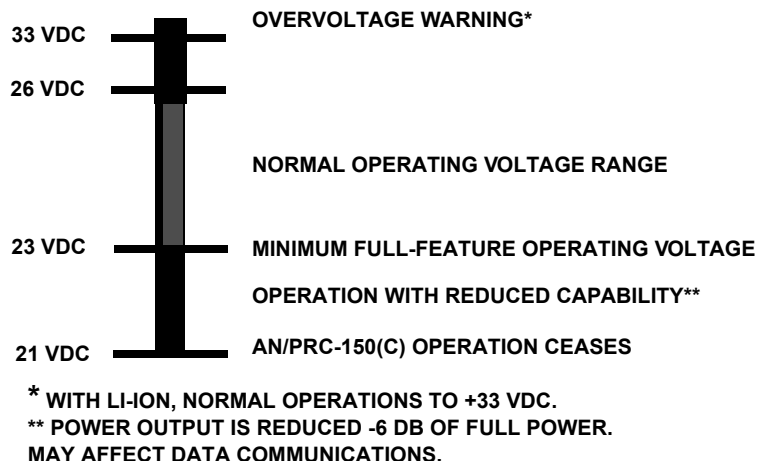 33 VDC OVERVOLTAGE WARNING*
26 VDC
NORMAL OPERATING VOLTAGE RANGE
23 VDC MINIMUM FULL-FEATURE OPERATING VOLTAGE
OPERATION WITH REDUCED CAPABILITY**
21 VDC AN/PRC-150(C) OPERATION CEASES
* WITH LI-ION, NORMAL OPERATIONS TO +33 VDC.
** POWER OUTPUT IS REDUCED -6 DB OF FULL POWER.
MAY AFFECT DATA COMMUNICATIONS.